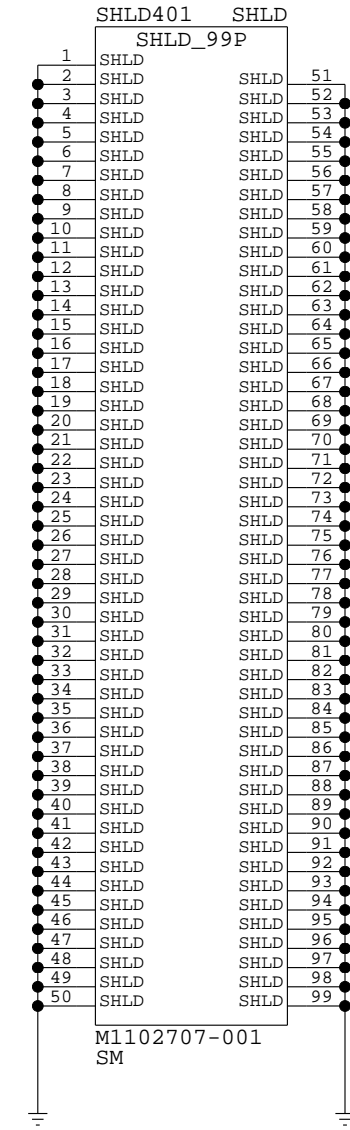 SHLD401 SHLD
SHLD_99P
1 SHLD
2 SHLD SHLD 51
3 SHLD SHLD 52
4 SHLD SHLD 53
5 SHLD SHLD 54
6 SHLD SHLD 55
7 SHLD SHLD 56
8 SHLD SHLD 57
9 SHLD SHLD 58
10 SHLD SHLD 59
11 SHLD SHLD 60
12 SHLD SHLD 61
13 SHLD SHLD 62
14 SHLD SHLD 63
15 SHLD SHLD 64
16 SHLD SHLD 65
17 SHLD SHLD 66
18 SHLD SHLD 67
19 SHLD SHLD 68
20 SHLD SHLD 69
21 SHLD SHLD 70
22 SHLD SHLD 71
23 SHLD SHLD 72
24 SHLD SHLD 73
25 SHLD SHLD 74
26 SHLD SHLD 75
27 SHLD SHLD 76
28 SHLD SHLD 77
29 SHLD SHLD 78
30 SHLD SHLD 79
31 SHLD SHLD 80
32 SHLD SHLD 81
33 SHLD SHLD 82
34 SHLD SHLD 83
35 SHLD SHLD 84
36 SHLD SHLD 85
37 SHLD SHLD 86
38 SHLD SHLD 87
39 SHLD SHLD 88
40 SHLD SHLD 89
41 SHLD SHLD 90
42 SHLD SHLD 91
43 SHLD SHLD 92
44 SHLD SHLD 93
45 SHLD SHLD 94
46 SHLD SHLD 95
47 SHLD SHLD 96
48 SHLD SHLD 97
49 SHLD SHLD 98
50 SHLD SHLD 99
M1102707-001
SM